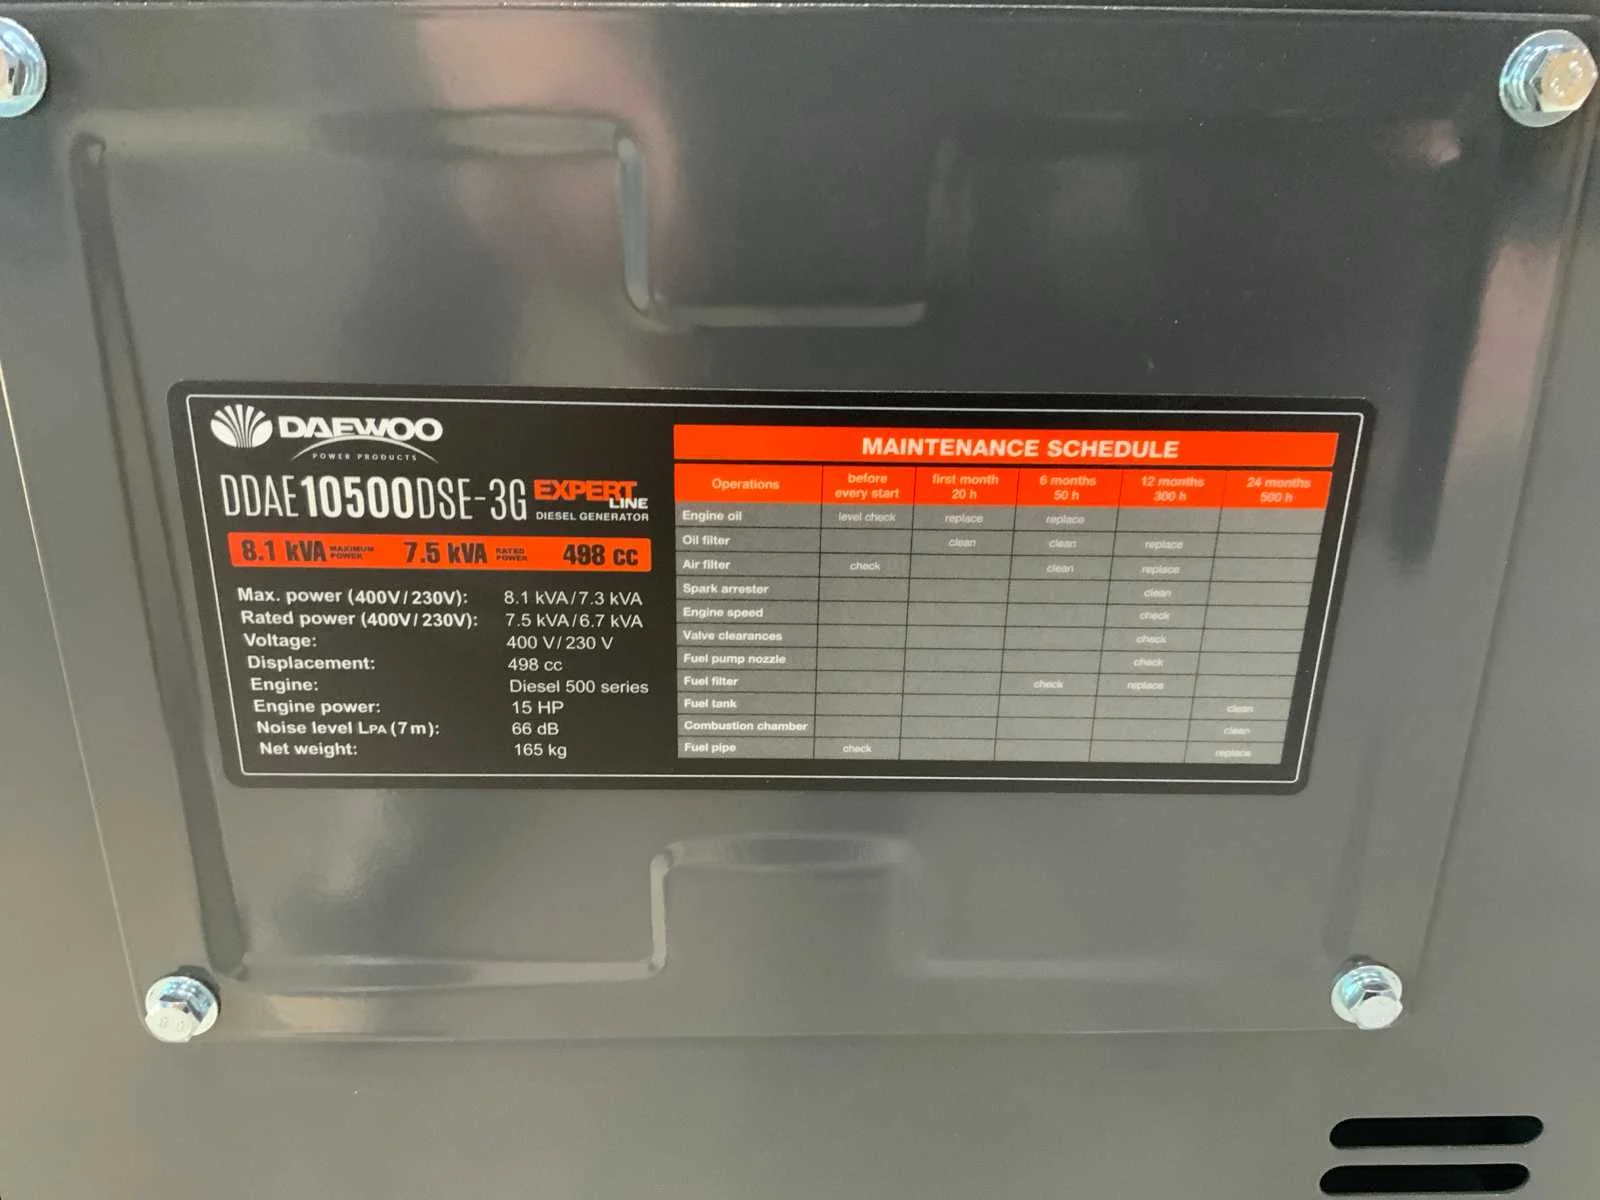 DAEWOO
POWER PRODUCTS
DDAE10500DSE-3G EXPERT LINE
DIESEL GENERATOR
8.1 kVA MAXIMUM POWER 7.5 kVA RATED POWER 498 cc
Max. power (400V/230V): 8.1 kVA/7.3 kVA
Rated power (400V/230V): 7.5 kVA/6.7 kVA
Voltage: 400 V/230 V
Displacement: 498 cc
Engine: Diesel 500 series
Engine power: 15 HP
Noise level LPA (7m): 66 dB
Net weight: 165 kg
MAINTENANCE SCHEDULE
Operations before every start first month 20 h 6 months 50 h 12 months 300 h 24 months 500 h
Engine oil level check replace replace
Oil filter clean clean replace
Air filter check clean replace
Spark arrester clean
Engine speed check
Valve clearances check
Fuel pump nozzle check
Fuel filter check replace
Fuel tank clean
Combustion chamber clean
Fuel pipe check replace